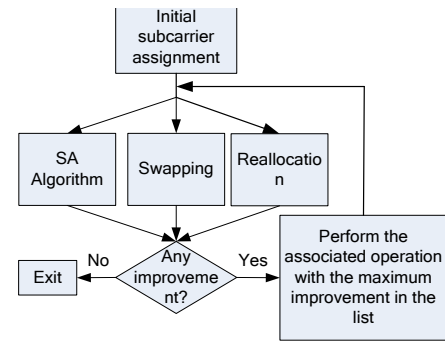 Initial
subcarrier
assignment
SA
Algorithm
Swapping
Reallocatio
n
Any
improveme
nt?
No
Yes
Exit
Perform the
associated operation
with the maximum
improvement in the
list